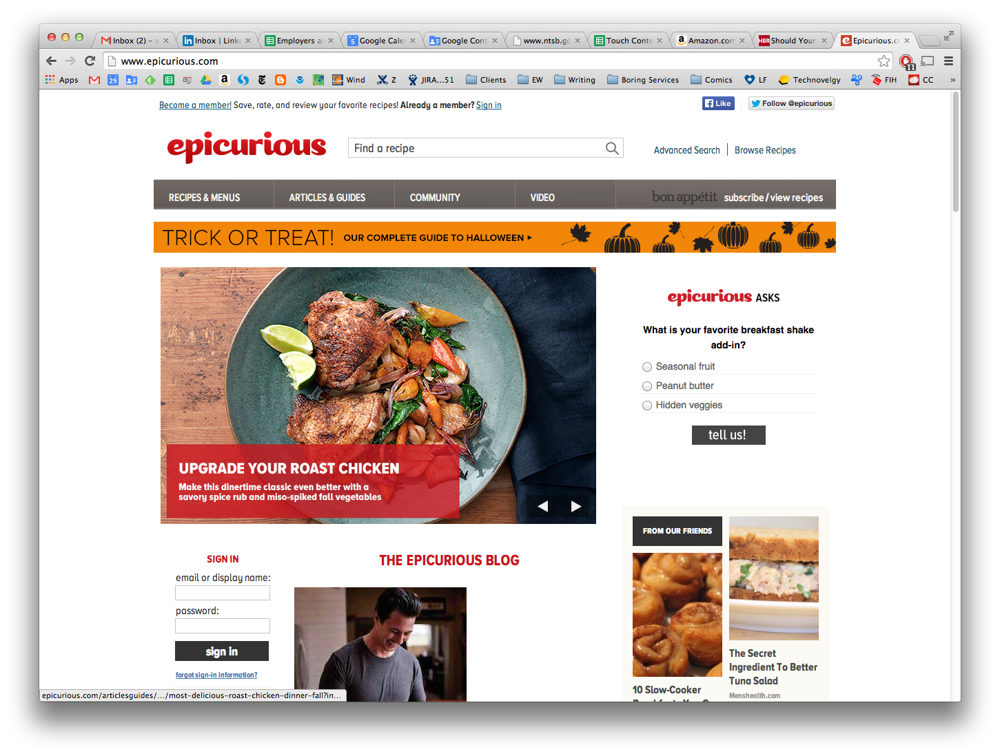 Inbox (2) – s
Inbox | Link
Employers a
Google Cale
Google Cont
www.ntsb.go
Touch Conte
Amazon.com
HBR Should Your
Epicurious.c
www.epicurious.com
11
Apps
29
Wind
Z
JIRA...51
Clients
EW
Writing
Boring Services
Comics
LF
Technovelgy
FIH
CC
»
Become a member! Save, rate, and review your favorite recipes! Already a member? Sign in
Like
Follow @epicurious
epicurious
Find a recipe
Advanced Search
Browse Recipes
RECIPES & MENUS
ARTICLES & GUIDES
COMMUNITY
VIDEO
bon appétit subscribe / view recipes
TRICK OR TREAT! OUR COMPLETE GUIDE TO HALLOWEEN
UPGRADE YOUR ROAST CHICKEN
Make this dinertime classic even better with a
savory spice rub and miso-spiked fall vegetables
epicurious ASKS
What is your favorite breakfast shake
add-in?
Seasonal fruit
Peanut butter
Hidden veggies
tell us!
SIGN IN
email or display name:
password:
sign in
forgot sign-in information?
THE EPICURIOUS BLOG
FROM OUR FRIENDS
10 Slow-Cooker
The Secret
Ingredient To Better
Tuna Salad
Menshealth.com
epicurious.com/articlesguides/.../most-delicious-roast-chicken-dinner-fall?in...